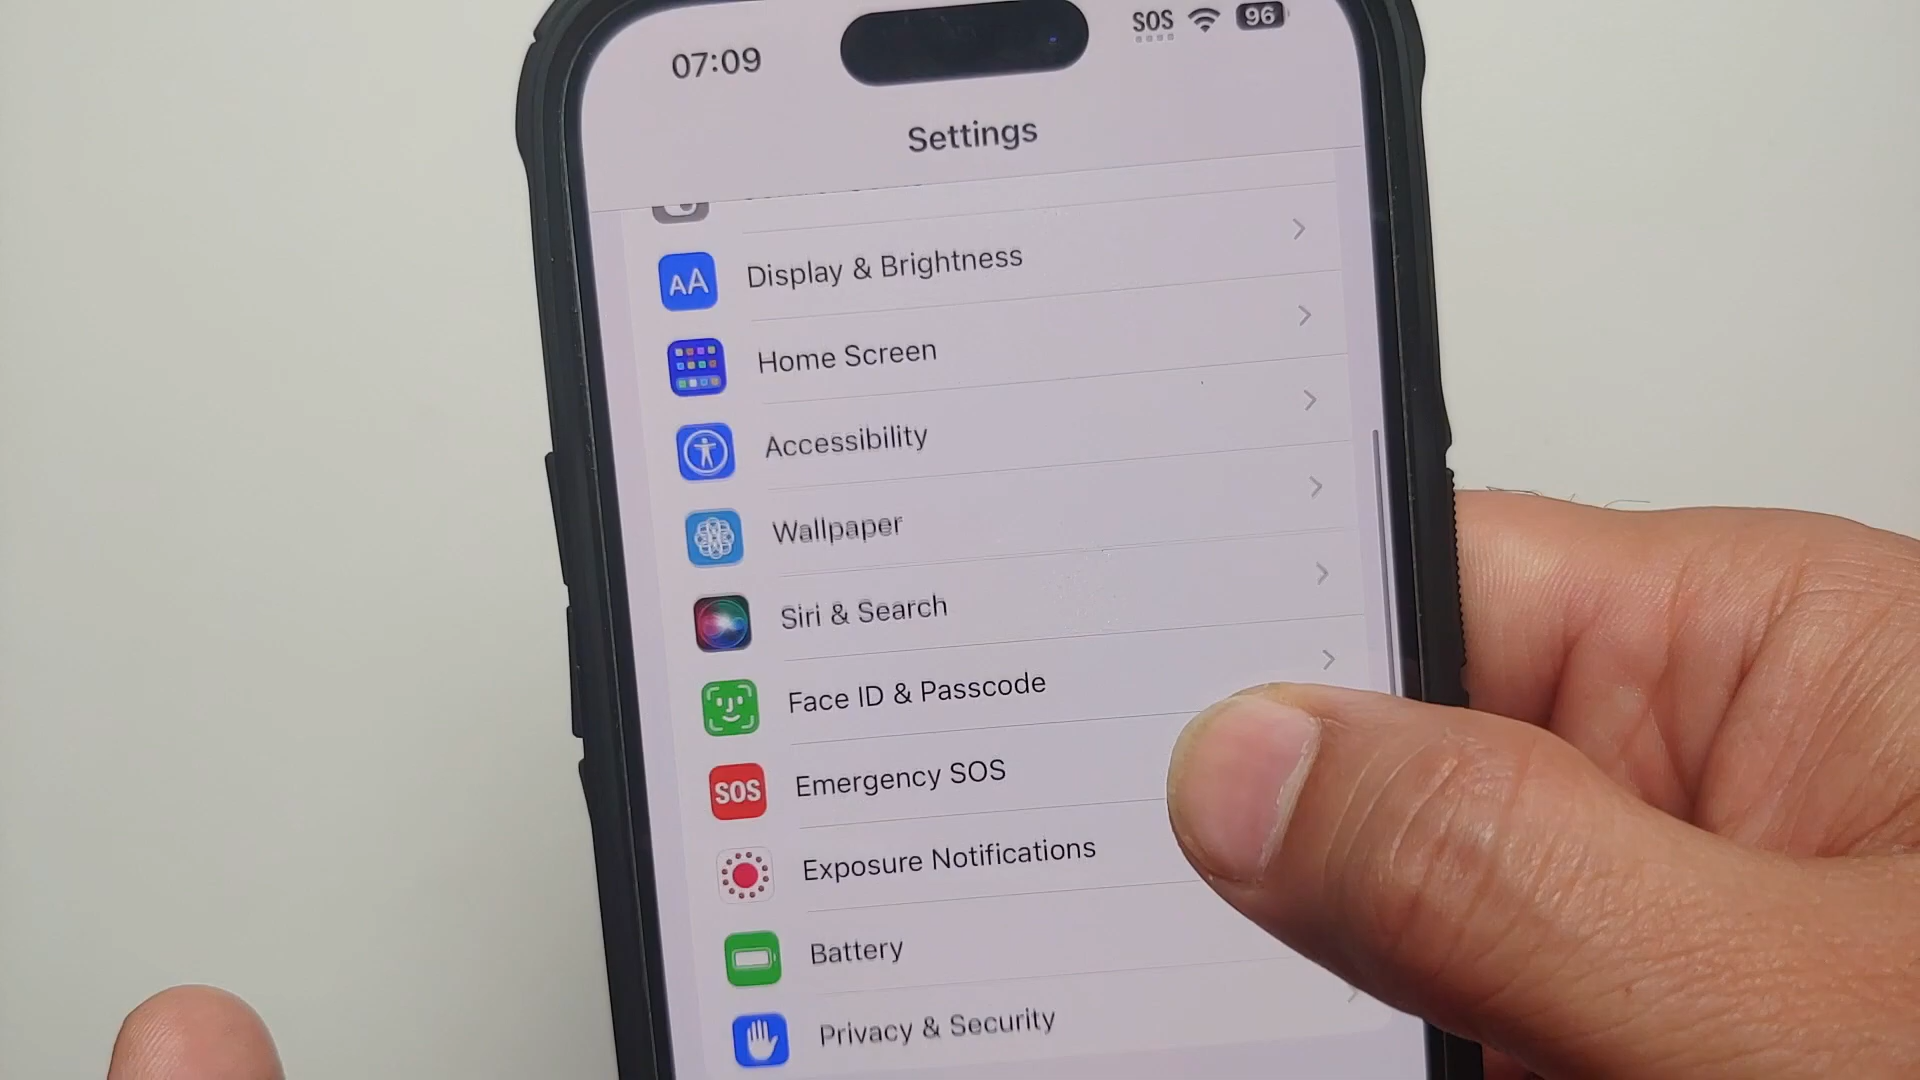 07:09
SOS
96
Settings
AA
Display & Brightness
Home Screen
Accessibility
Wallpaper
Siri & Search
Face ID & Passcode
SOS
Emergency SOS
Exposure Notifications
Battery
Privacy & Security